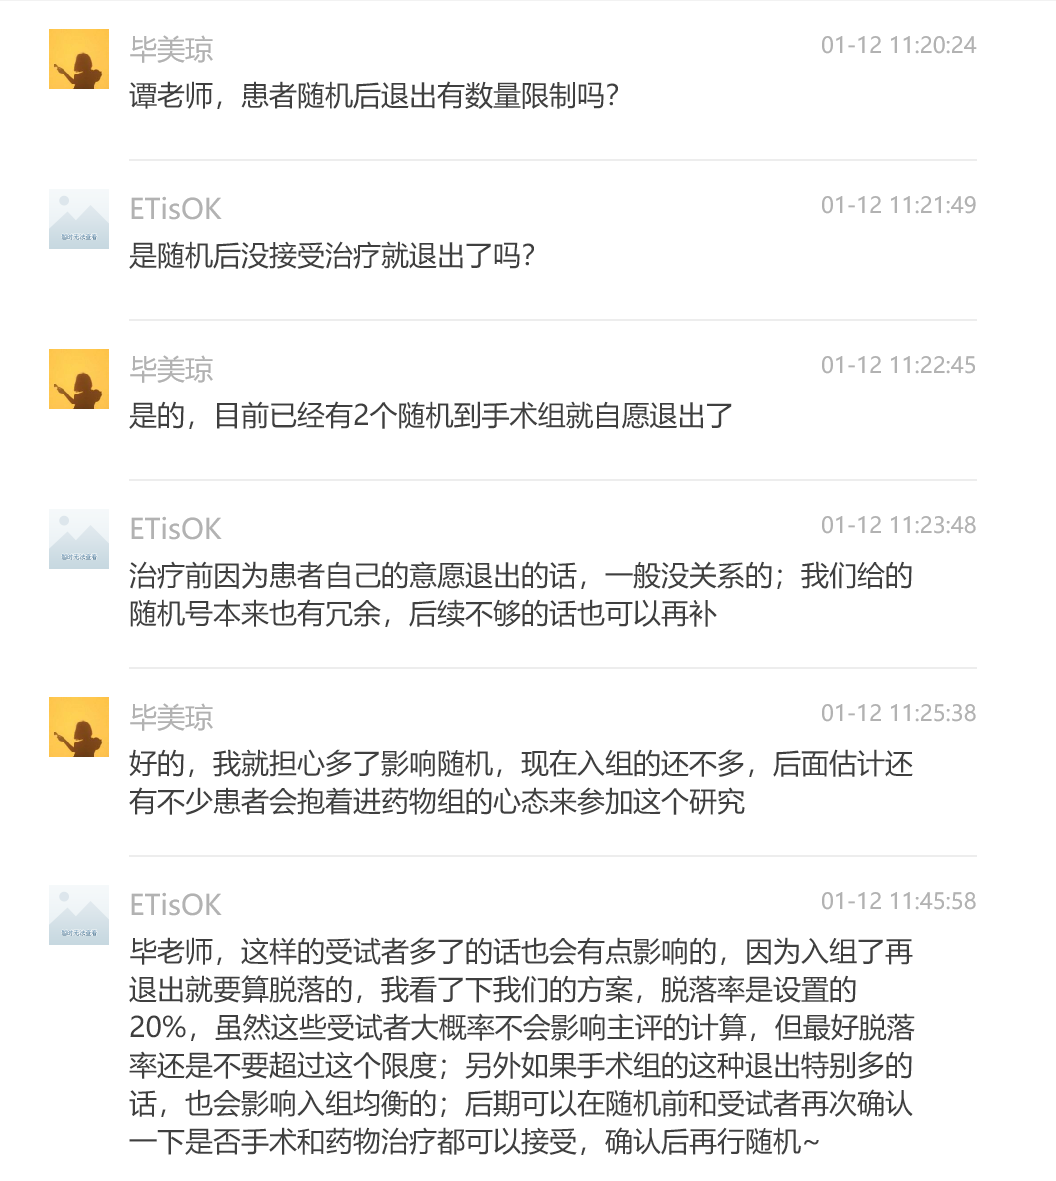 毕美琼
01-12 11:20:24
谭老师，患者随机后退出有数量限制吗？
ETisOK
01-12 11:21:49
是随机后没接受治疗就退出了吗？
毕美琼
01-12 11:22:45
是的，目前已经有2个随机到手术组就自愿退出了
ETisOK
01-12 11:23:48
治疗前因为患者自己的意愿退出的话，一般没关系的；我们给的
随机号本来也有冗余，后续不够的话也可以再补
毕美琼
01-12 11:25:38
好的，我就担心多了影响随机，现在入组的还不多，后面估计还
有不少患者会抱着进药物组的心态来参加这个研究
ETisOK
01-12 11:45:58
毕老师，这样的受试者多了的话也会有点影响的，因为入组了再
退出就要算脱落的，我看了下我们的方案，脱落率是设置的
20%，虽然这些受试者大概率不会影响主评的计算，但最好脱落
率还是不要超过这个限度；另外如果手术组的这种退出特别多的
话，也会影响入组均衡的；后期可以在随机前和受试者再次确认
一下是否手术和药物治疗都可以接受，确认后再行随机~